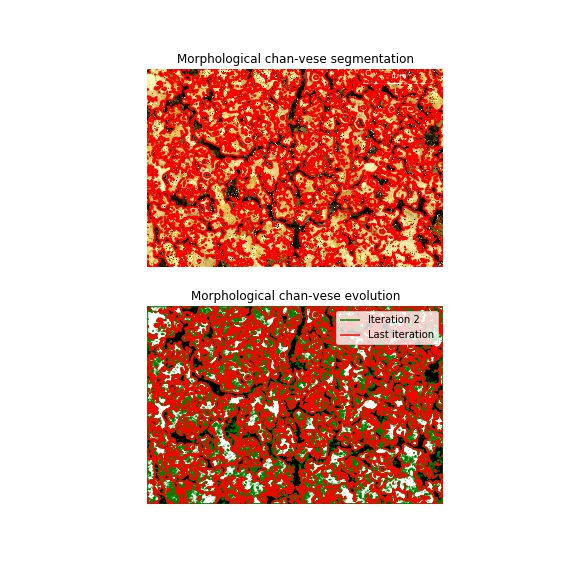 Morphological chan-vese segmentation
Morphological chan-vese evolution
Iteration 2
Last iteration